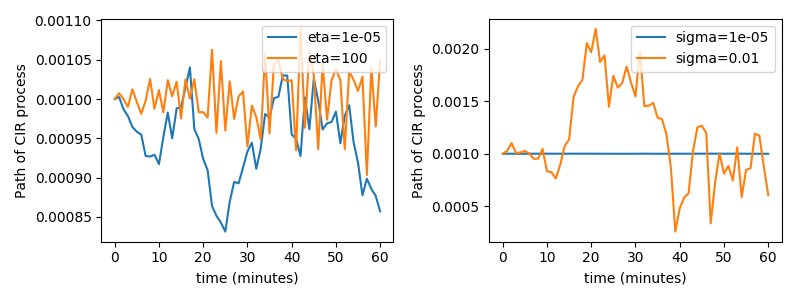 0.00110
0.00105
0.00100
0.00095
0.00090
0.00085
Path of CIR process
eta=1e-05
eta=100
0 10 20 30 40 50 60
time (minutes)
0.0020
0.0015
0.0010
0.0005
Path of CIR process
sigma=1e-05
sigma=0.01
0 10 20 30 40 50 60
time (minutes)